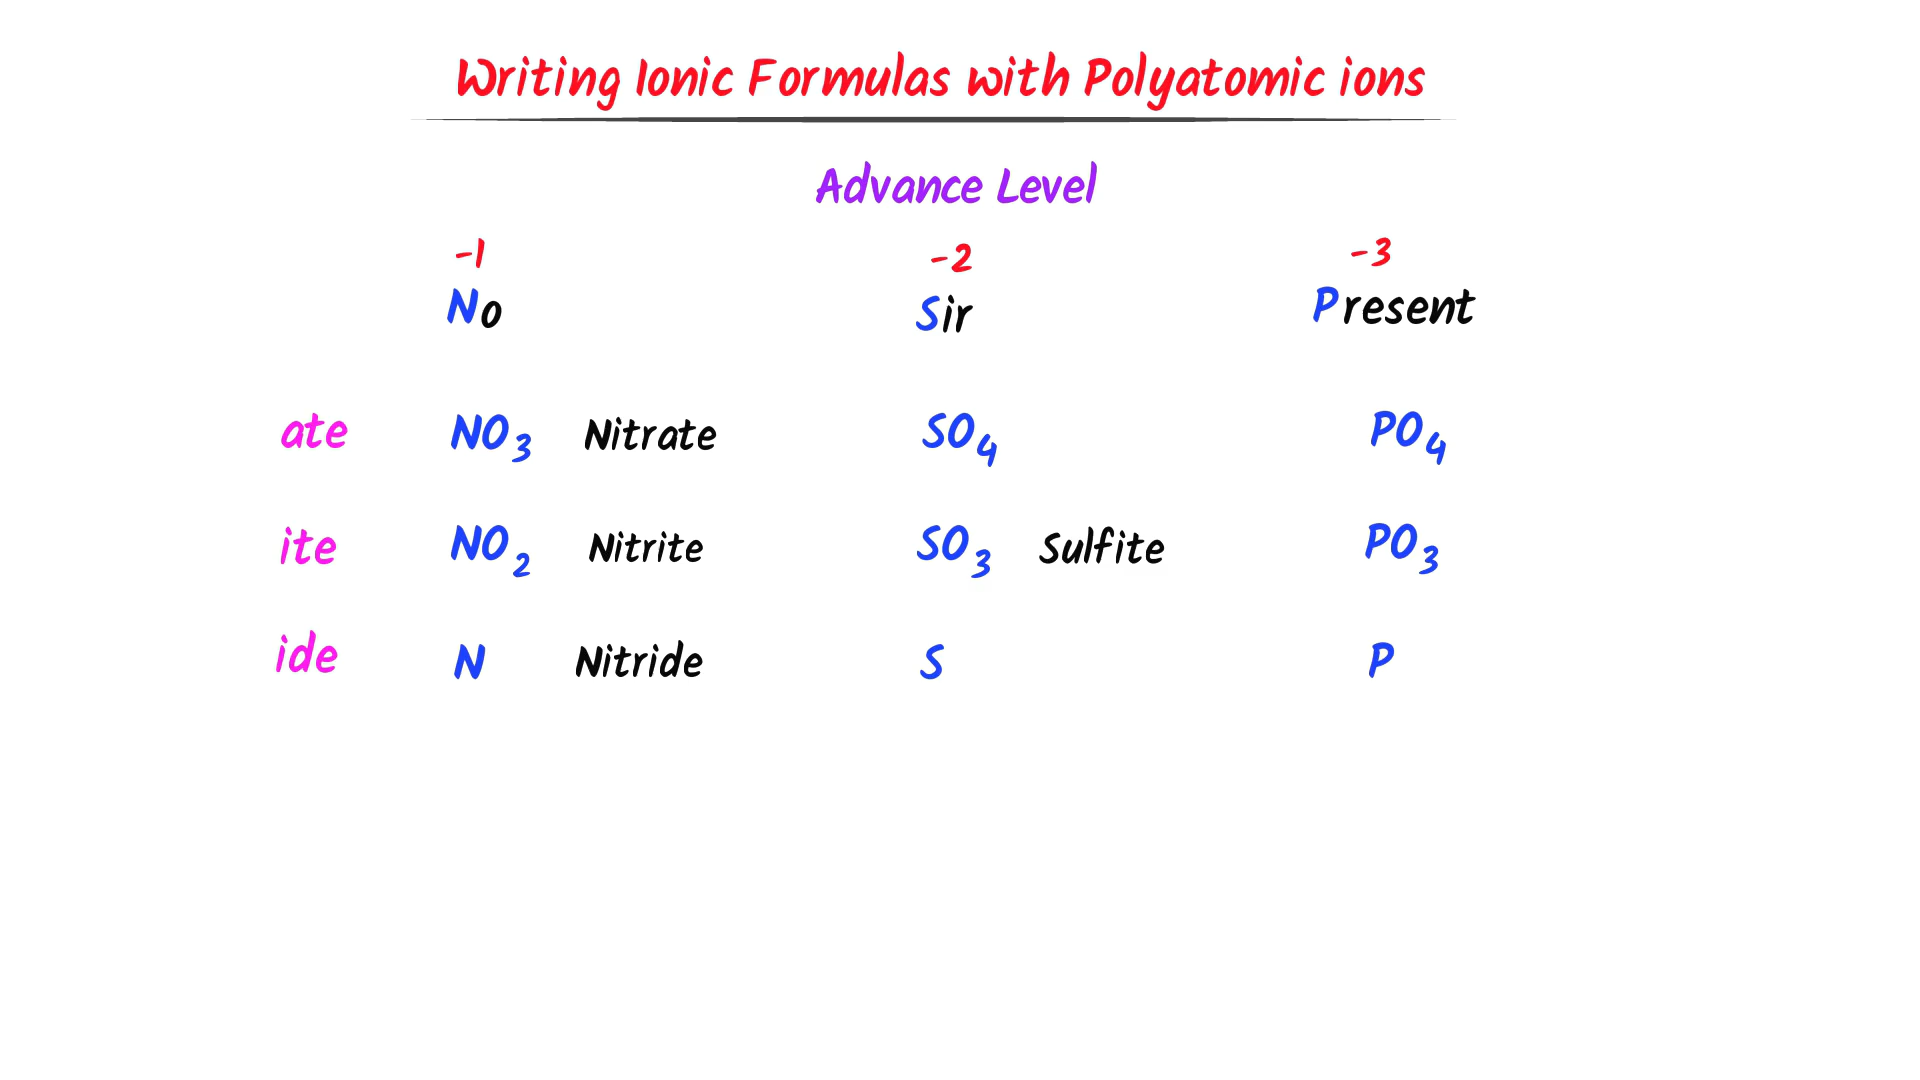 Writing Ionic Formulas with Polyatomic ions
Advance Level
-1 -2 -3
No Sir Present
ate NO₃ Nitrate SO₄ PO₄
ite NO₂ Nitrite SO₃ Sulfite PO₃
ide N Nitride S P